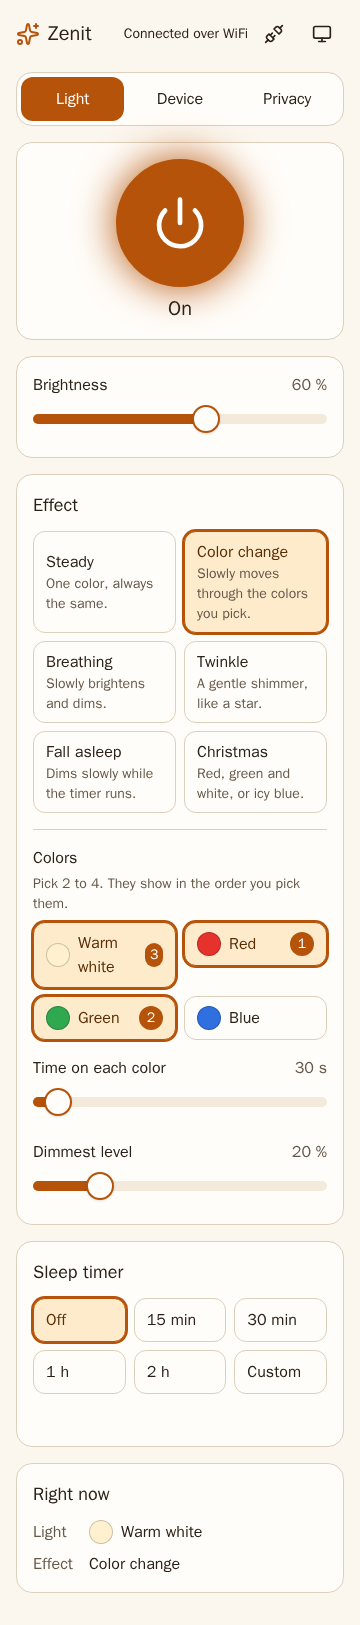 Zenit
Connected over WiFi
Light
Device
Privacy
On
Brightness
60 %
Effect
Steady
One color, always
the same.
Color change
Slowly moves
through the colors
you pick.
Breathing
Slowly brightens
and dims.
Twinkle
A gentle shimmer,
like a star.
Fall asleep
Dims slowly while
the timer runs.
Christmas
Red, green and
white, or icy blue.
Colors
Pick 2 to 4. They show in the order you pick
them.
Warm
white
3
Red
1
Green
2
Blue
Time on each color
30 s
Dimmest level
20 %
Sleep timer
Off
15 min
30 min
1 h
2 h
Custom
Right now
Light
Warm white
Effect
Color change